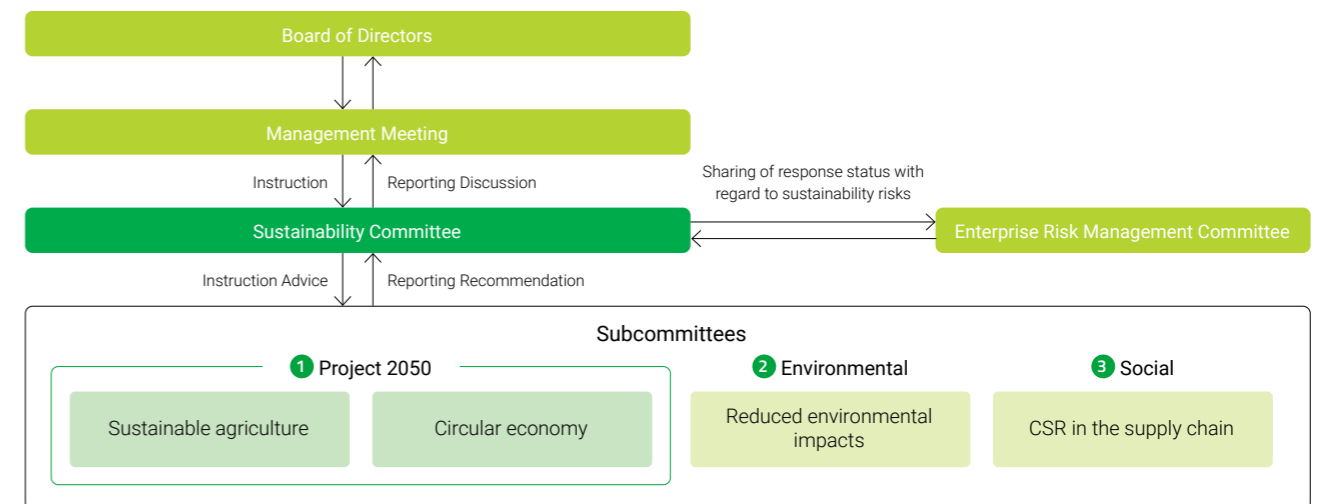 Board of Directors
Management Meeting
Instruction
Reporting Discussion
Sharing of response status with
regard to sustainability risks
Sustainability Committee
Enterprise Risk Management Committee
Instruction Advice
Reporting Recommendation
Subcommittees
1 Project 2050
2 Environmental
3 Social
Sustainable agriculture
Circular economy
Reduced environmental
impacts
CSR in the supply chain